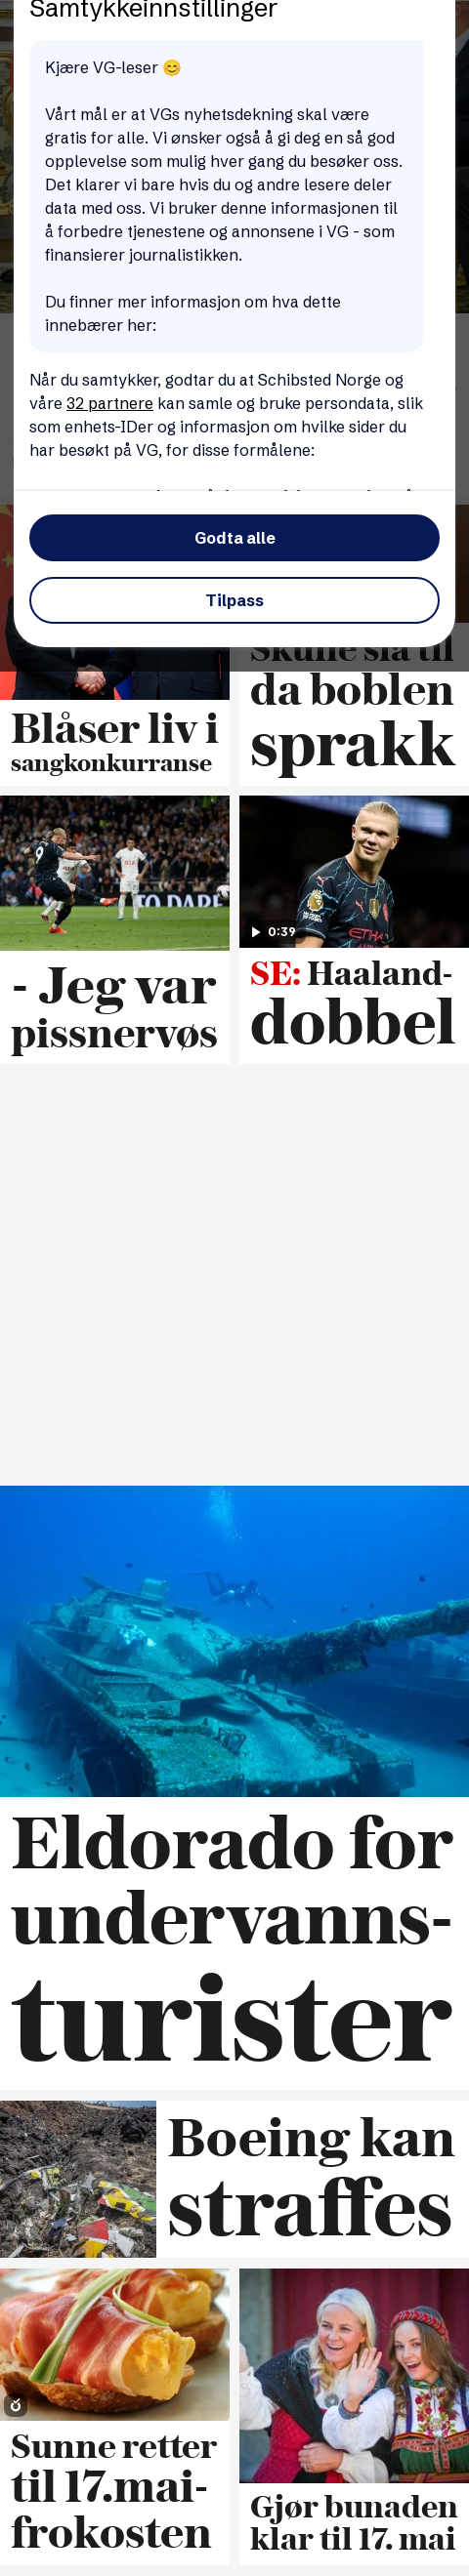 Samtykkeinnstillinger
Kjære VG-leser 😊
Vårt mål er at VGs nyhetsdekning skal være
gratis for alle. Vi ønsker også å gi deg en så god
opplevelse som mulig hver gang du besøker oss.
Det klarer vi bare hvis du og andre lesere deler
data med oss. Vi bruker denne informasjonen til
å forbedre tjenestene og annonsene i VG - som
finansierer journalistikken.
Du finner mer informasjon om hva dette
innebærer her:
Når du samtykker, godtar du at Schibsted Norge og
våre 32 partnere kan samle og bruke persondata, slik
som enhets-IDer og informasjon om hvilke sider du
har besøkt på VG, for disse formålene:
Godta alle
Tilpass
Blåser liv i
sangkonkurranse
Skulle slå til
da boblen
sprakk
9
TO DARE
- Jeg var
pissnervøs
0:39
SE: Haaland-
dobbel
Eldorado for
undervanns-
turister
Boeing kan
straffes
Sunne retter
til 17.mai-
frokosten
Gjør bunaden
klar til 17. mai